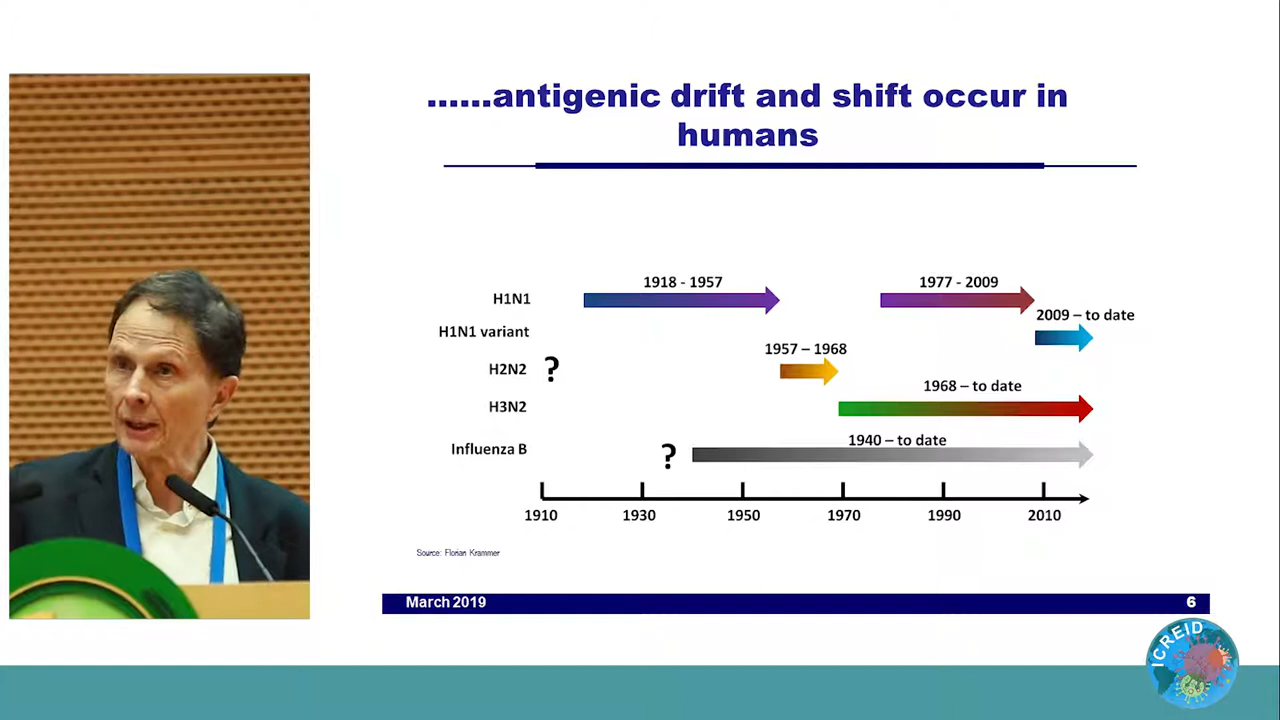 ......antigenic drift and shift occur in
humans
1918 - 1957
1977 - 2009
H1N1
2009 – to date
H1N1 variant
1957 – 1968
H2N2 ?
1968 – to date
H3N2
1940 – to date
Influenza B ?
1910 1930 1950 1970 1990 2010
Source: Florian Krammer
March 2019 6
ICREID